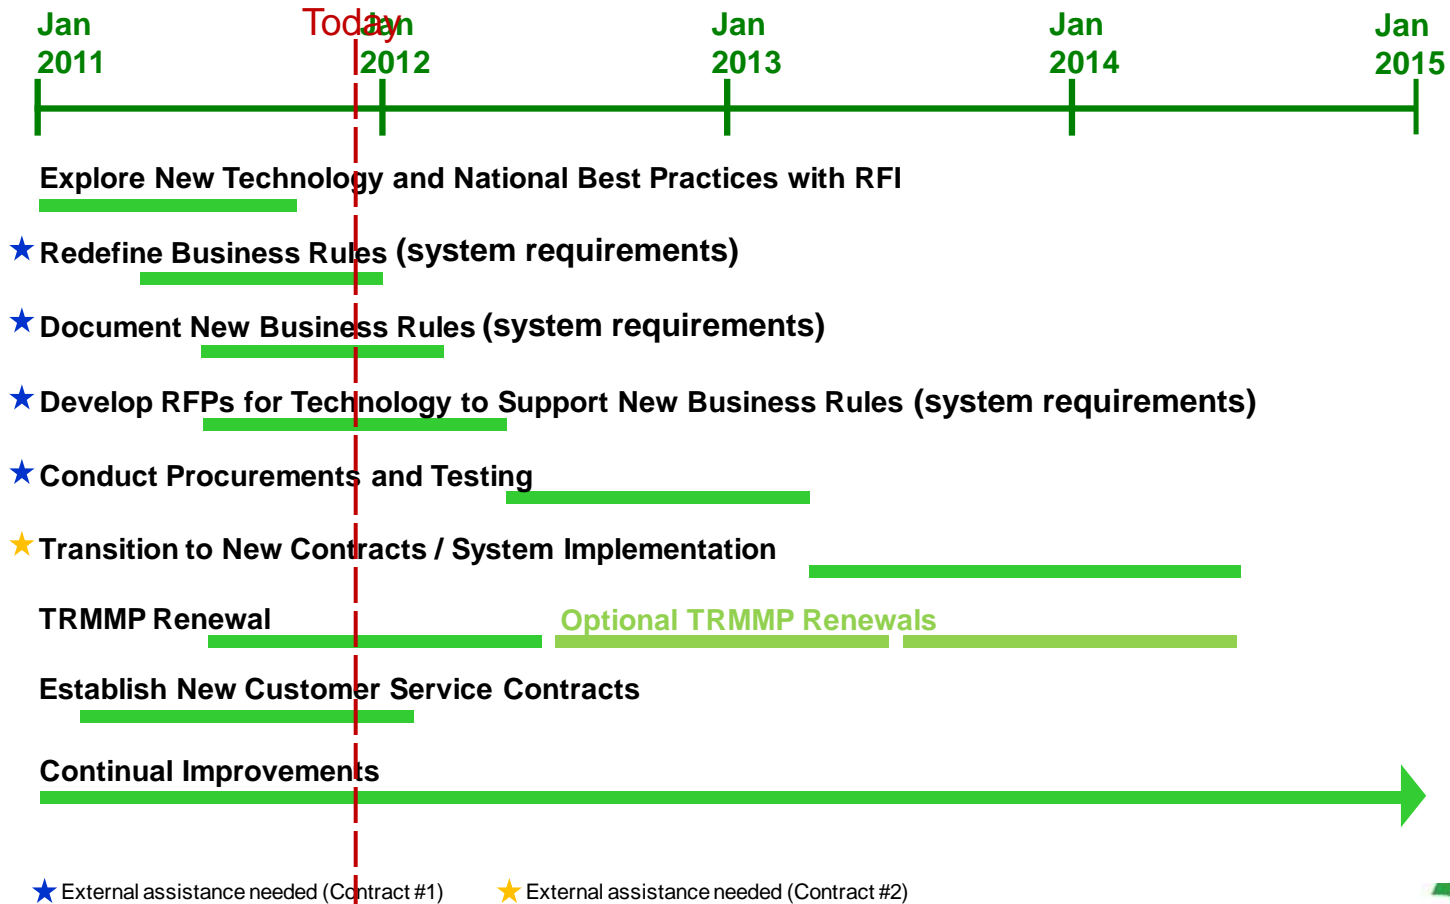 Today
Jan Jan Jan Jan Jan
2011 2012 2013 2014 2015
Explore New Technology and National Best Practices with RFI
Redefine Business Rules (system requirements)
Document New Business Rules (system requirements)
Develop RFPs for Technology to Support New Business Rules (system requirements)
Conduct Procurements and Testing
Transition to New Contracts / System Implementation
TRMMP Renewal Optional TRMMP Renewals
Establish New Customer Service Contracts
Continual Improvements
External assistance needed (Contract #1) External assistance needed (Contract #2)